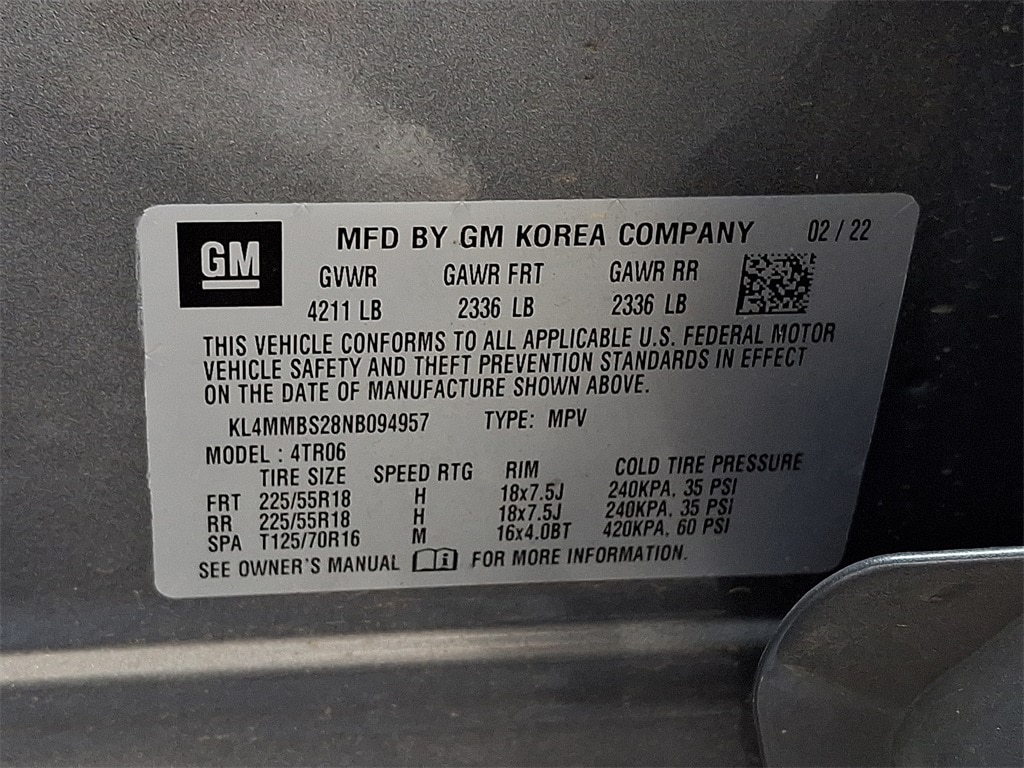 GM
MFD BY GM KOREA COMPANY 02 / 22
GVWR GAWR FRT GAWR RR
4211 LB 2336 LB 2336 LB
THIS VEHICLE CONFORMS TO ALL APPLICABLE U.S. FEDERAL MOTOR
VEHICLE SAFETY AND THEFT PREVENTION STANDARDS IN EFFECT
ON THE DATE OF MANUFACTURE SHOWN ABOVE.
KL4MMBS28NB094957 TYPE: MPV
MODEL : 4TR06
TIRE SIZE SPEED RTG RIM COLD TIRE PRESSURE
FRT 225/55R18 H 18x7.5J 240KPA, 35 PSI
RR 225/55R18 H 18x7.5J 240KPA, 35 PSI
SPA T125/70R16 M 16x4.0BT 420KPA, 60 PSI
SEE OWNER'S MANUAL i FOR MORE INFORMATION.